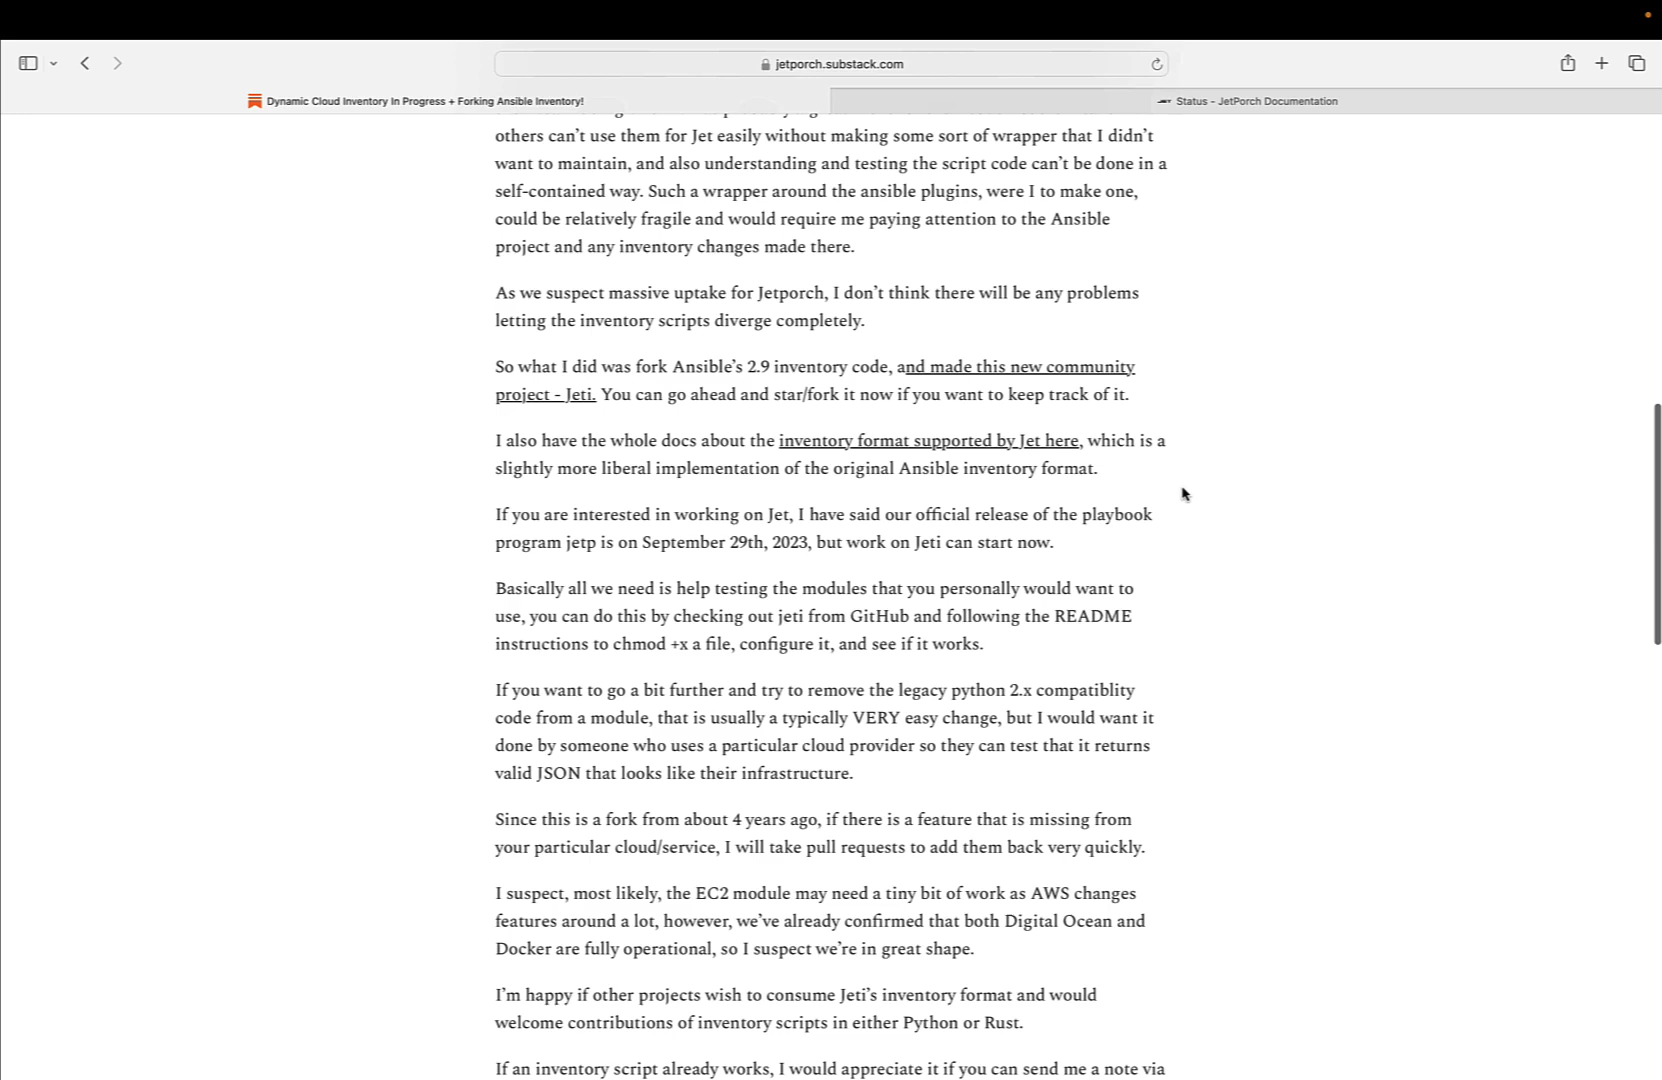 jetporch.substack.com
Dynamic Cloud Inventory In Progress + Forking Ansible Inventory!
Status - JetPorch Documentation
others can’t use them for Jet easily without making some sort of wrapper that I didn’t
want to maintain, and also understanding and testing the script code can’t be done in a
self-contained way. Such a wrapper around the ansible plugins, were I to make one,
could be relatively fragile and would require me paying attention to the Ansible
project and any inventory changes made there.
As we suspect massive uptake for Jetporch, I don’t think there will be any problems
letting the inventory scripts diverge completely.
So what I did was fork Ansible’s 2.9 inventory code, and made this new community
project - Jeti. You can go ahead and star/fork it now if you want to keep track of it.
I also have the whole docs about the inventory format supported by Jet here, which is a
slightly more liberal implementation of the original Ansible inventory format.
If you are interested in working on Jet, I have said our official release of the playbook
program jetp is on September 29th, 2023, but work on Jeti can start now.
Basically all we need is help testing the modules that you personally would want to
use, you can do this by checking out jeti from GitHub and following the README
instructions to chmod +x a file, configure it, and see if it works.
If you want to go a bit further and try to remove the legacy python 2.x compatiblity
code from a module, that is usually a typically VERY easy change, but I would want it
done by someone who uses a particular cloud provider so they can test that it returns
valid JSON that looks like their infrastructure.
Since this is a fork from about 4 years ago, if there is a feature that is missing from
your particular cloud/service, I will take pull requests to add them back very quickly.
I suspect, most likely, the EC2 module may need a tiny bit of work as AWS changes
features around a lot, however, we’ve already confirmed that both Digital Ocean and
Docker are fully operational, so I suspect we’re in great shape.
I’m happy if other projects wish to consume Jeti’s inventory format and would
welcome contributions of inventory scripts in either Python or Rust.
If an inventory script already works, I would appreciate it if you can send me a note via